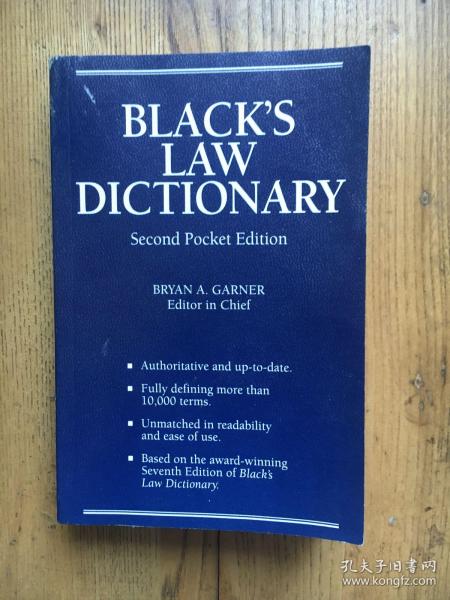 BLACK'S
LAW
DICTIONARY
Second Pocket Edition
BRYAN A. GARNER
Editor in Chief
■ Authoritative and up-to-date.
■ Fully defining more than
10,000 terms.
■ Unmatched in readability
and ease of use.
■ Based on the award-winning
Seventh Edition of Black's
Law Dictionary.
孔夫子旧书网
www.kongfz.com